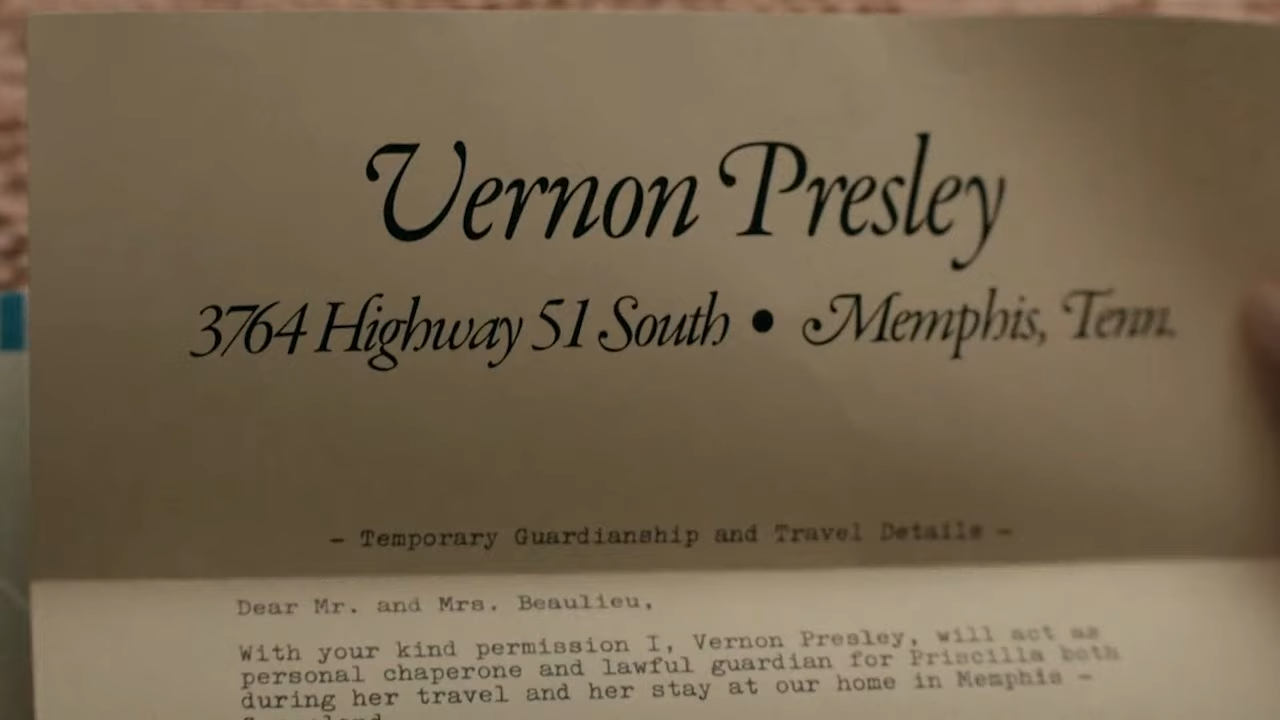 Vernon Presley
3764 Highway 51 South • Memphis, Tenn.
- Temporary Guardianship and Travel Details -
Dear Mr. and Mrs. Beaulieu,
With your kind permission I, Vernon Presley, will act as
personal chaperone and lawful guardian for Priscilla both
during her travel and her stay at our home in Memphis -